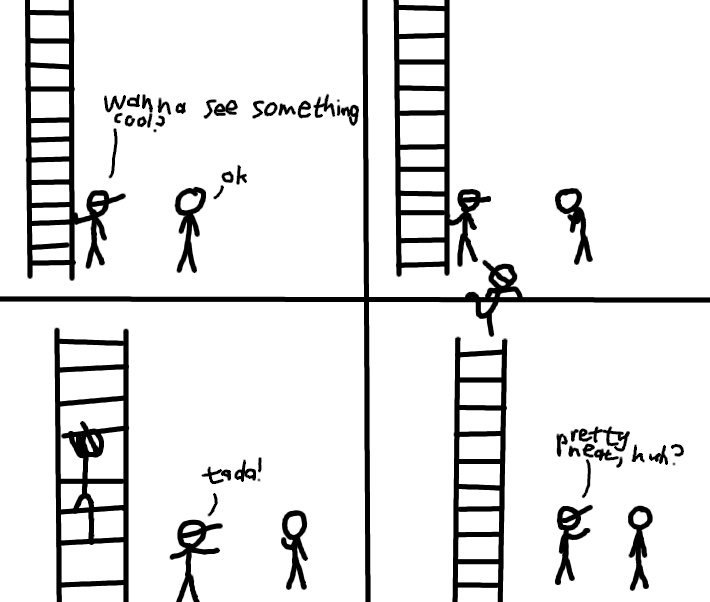 wanna see something
cool?
ok
tada!
pretty
neat, huh?